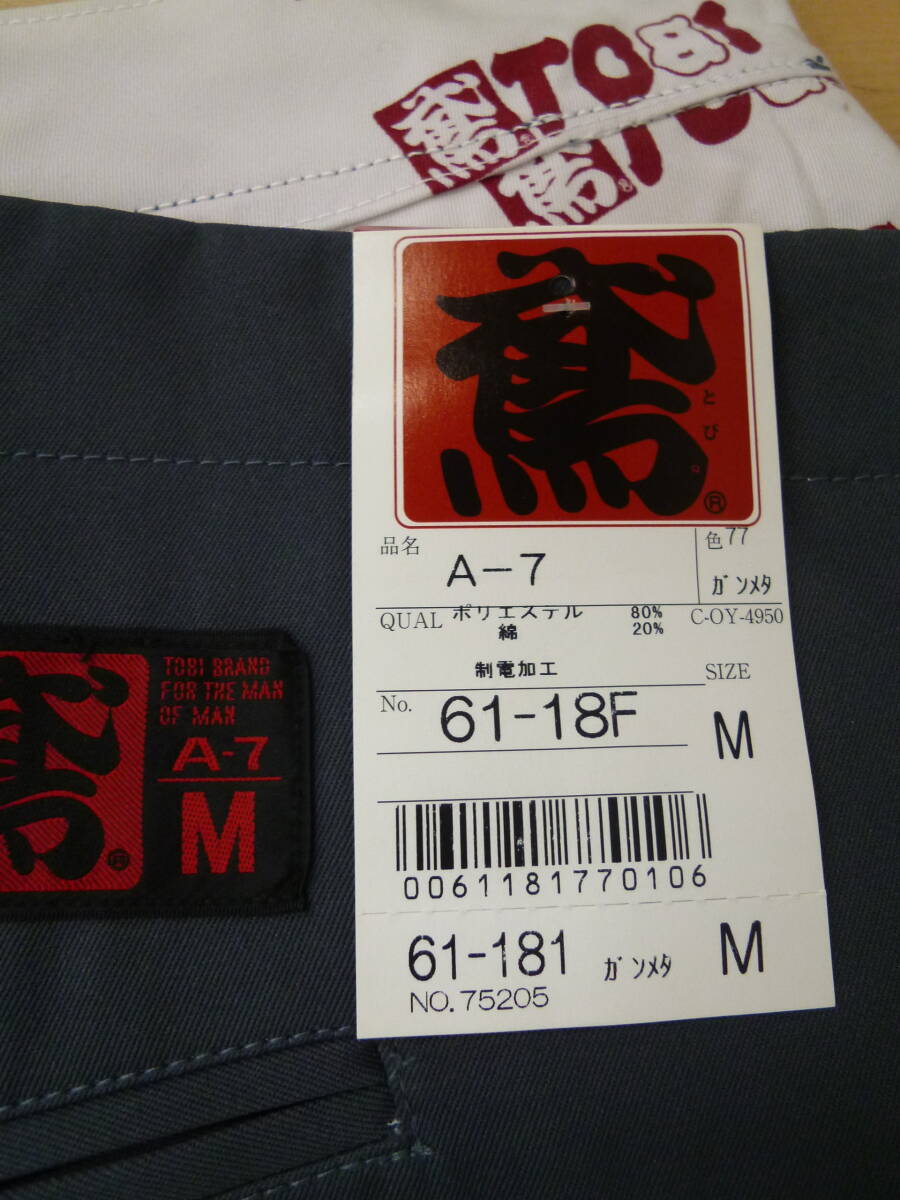 鳶 TOBI
鳶
鳶
とび
®
品名
A-7
色77
ガンメタ
QUAL ポリエステル 80%
綿 20%
C-OY-4950
制電加工
No. 61-18F
SIZE
M
0061181770106
61-181 ガンメタ M
NO.75205
鳶
®
TOBI BRAND
FOR THE MAN
OF MAN
A-7
M